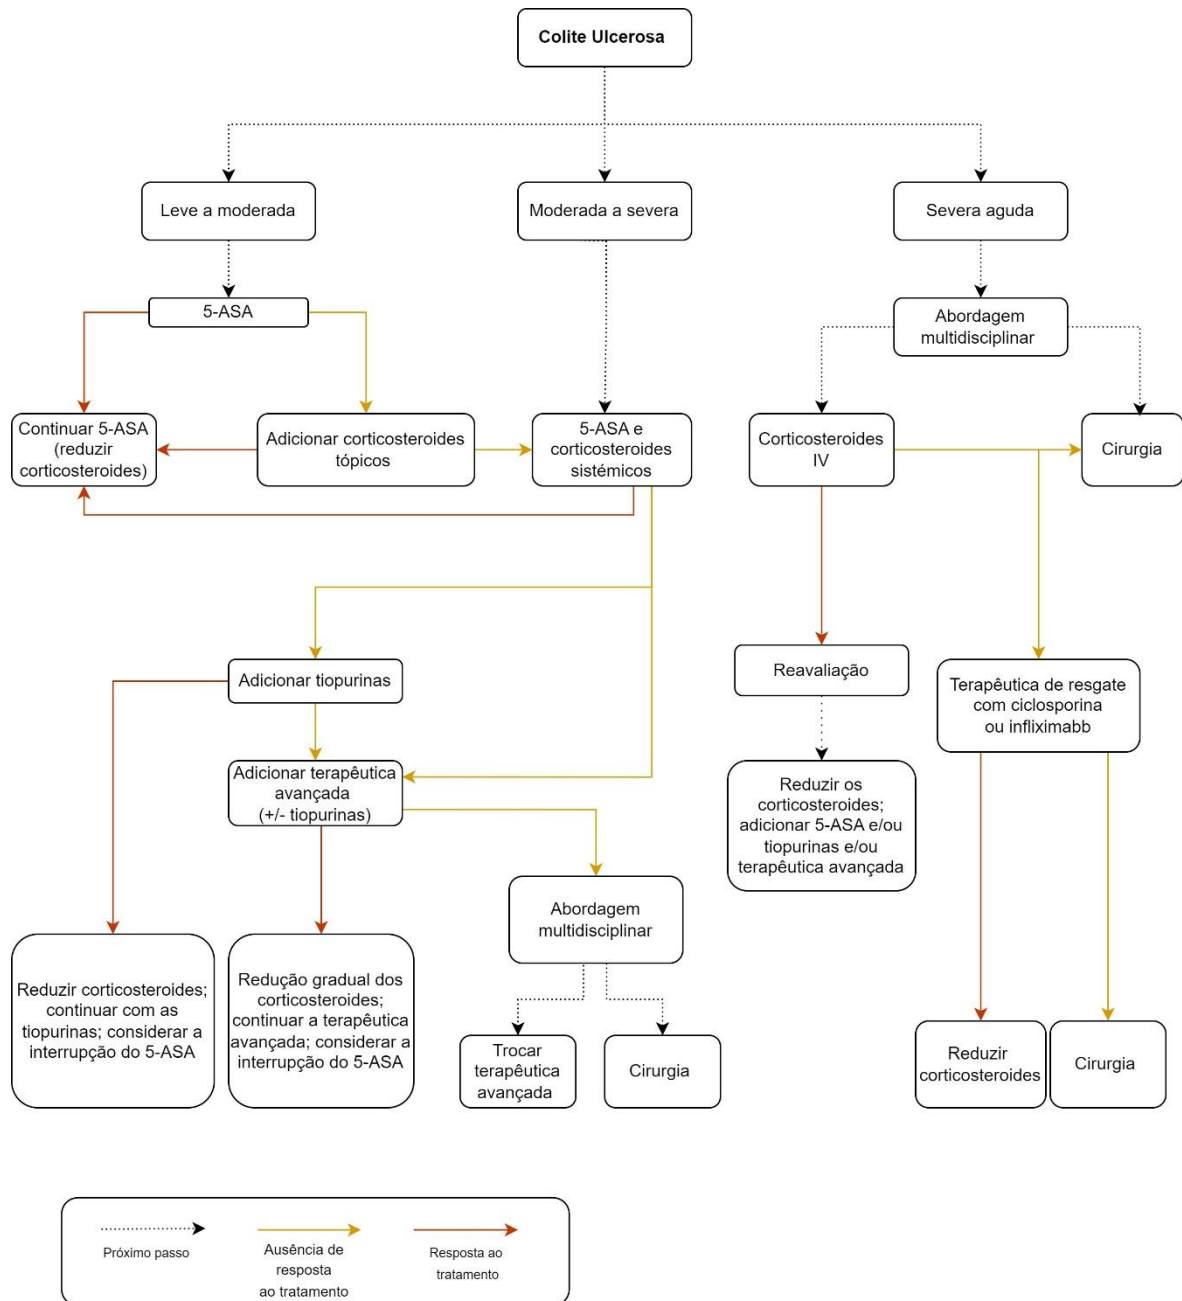 Colite Ulcerosa
Leve a moderada
Moderada a severa
Severa aguda
5-ASA
Abordagem
multidisciplinar
Continuar 5-ASA
(reduzir
corticosteroides)
Adicionar corticosteroides
tópicos
5-ASA e
corticosteroides
sistémicos
Corticosteroides
IV
Cirurgia
Adicionar tiopurinas
Reavaliação
Terapêutica de resgate
com ciclosporina
ou infliximabb
Adicionar terapêutica
avançada
(+/- tiopurinas)
Reduzir os
corticosteroides;
adicionar 5-ASA e/ou
tiopurinas e/ou
terapêutica avançada
Abordagem
multidisciplinar
Reduzir corticosteroides;
continuar com as
tiopurinas; considerar a
interrupção do 5-ASA
Redução gradual dos
corticosteroides;
continuar a terapêutica
avançada; considerar a
interrupção do 5-ASA
Trocar
terapêutica
avançada
Cirurgia
Reduzir
corticosteroides
Cirurgia
Próximo passo
Ausência de
resposta
ao tratamento
Resposta ao
tratamento